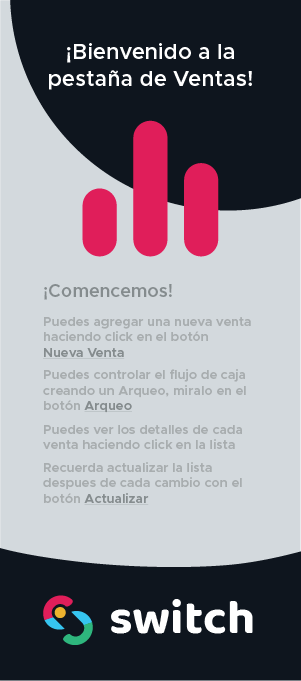 ¡Bienvenido a la
pestaña de Ventas!
¡Comencemos!
Puedes agregar una nueva venta
haciendo click en el botón
Nueva Venta
Puedes controlar el flujo de caja
creando un Arqueo, miralo en el
botón Arqueo
Puedes ver los detalles de cada
venta haciendo click en la lista
Recuerda actualizar la lista
despues de cada cambio con el
botón Actualizar
switch